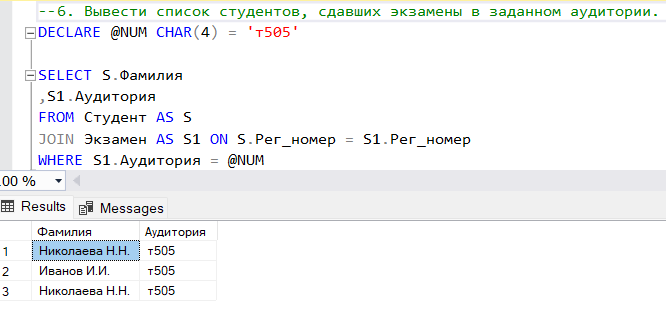 --6. Вывести список студентов, сдавших экзамены в заданном аудитории.
DECLARE @NUM CHAR(4) = 'т505'
SELECT S.Фамилия
,S1.Аудитория
FROM Студент AS S
JOIN Экзамен AS S1 ON S.Рег_номер = S1.Рег_номер
WHERE S1.Аудитория = @NUM
.00 %
Results Messages
Фамилия Аудитория
1 Николаева Н.Н. т505
2 Иванов И.И. т505
3 Николаева Н.Н. т505